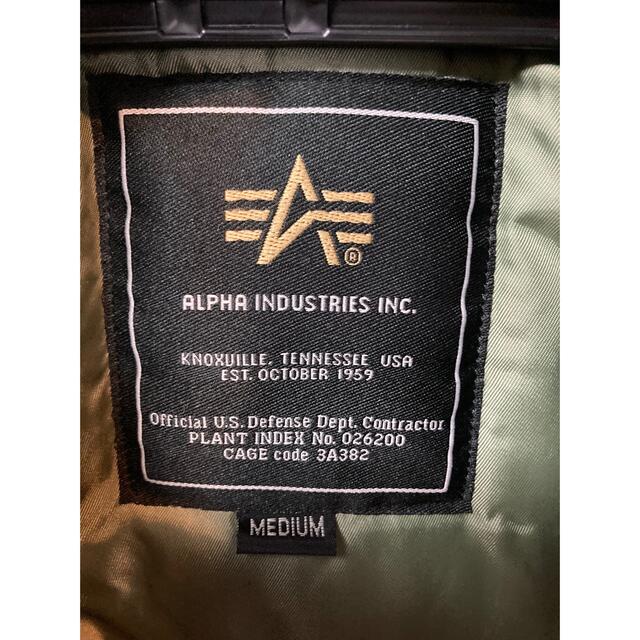 ®
ALPHA INDUSTRIES INC.
KNOXVILLE, TENNESSEE USA
EST. OCTOBER 1959
Official U.S. Defense Dept. Contractor
PLANT INDEX No. 026200
CAGE code 3A382
MEDIUM